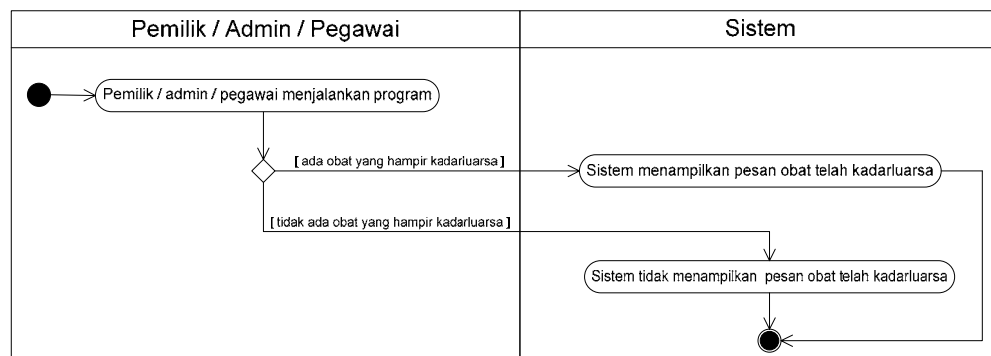 Pemilik / Admin / Pegawai
Sistem
Pemilik / admin / pegawai menjalankan program
[ ada obat yang hampir kadarluarsa ]
Sistem menampilkan pesan obat telah kadarluarsa
[ tidak ada obat yang hampir kadarluarsa ]
Sistem tidak menampilkan pesan obat telah kadarluarsa